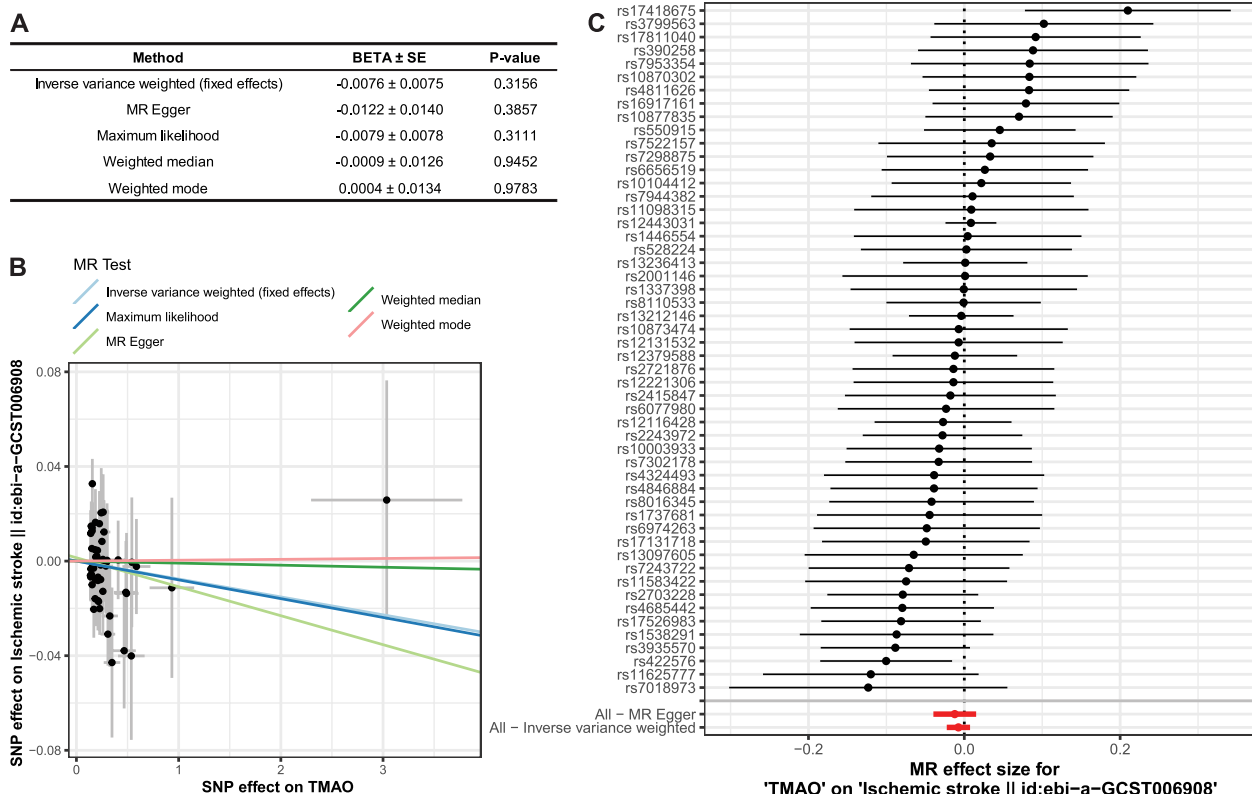 A
Method BETA ± SE P-value
Inverse variance weighted (fixed effects) -0.0076 ± 0.0075 0.3156
MR Egger -0.0122 ± 0.0140 0.3857
Maximum likelihood -0.0079 ± 0.0078 0.3111
Weighted median -0.0009 ± 0.0126 0.9452
Weighted mode 0.0004 ± 0.0134 0.9783
B
MR Test
Inverse variance weighted (fixed effects)
Maximum likelihood
MR Egger
Weighted median
Weighted mode
SNP effect on Ischemic stroke || id:ebi-a-GCST006908
0.08
0.04
0.00
−0.04
−0.08
0 1 2 3
SNP effect on TMAO
C
rs17418675
rs3799563
rs17811040
rs390258
rs7953354
rs10870302
rs4811626
rs16917161
rs10877835
rs550915
rs7522157
rs7298875
rs6656519
rs10104412
rs7944382
rs11098315
rs12443031
rs1446554
rs528224
rs13236413
rs2001146
rs1337398
rs8110533
rs13212146
rs10873474
rs12131532
rs12379588
rs2721876
rs12221306
rs2415847
rs6077980
rs12116428
rs2243972
rs10003933
rs7302178
rs4324493
rs4846884
rs8016345
rs1737681
rs6974263
rs17131718
rs13097605
rs7243722
rs11583422
rs2703228
rs4685442
rs17526983
rs1538291
rs3935570
rs422576
rs11625777
rs7018973
All − MR Egger
All − Inverse variance weighted
−0.2 0.0 0.2
MR effect size for
'TMAO' on 'Ischemic stroke || id:ebi−a−GCST006908'